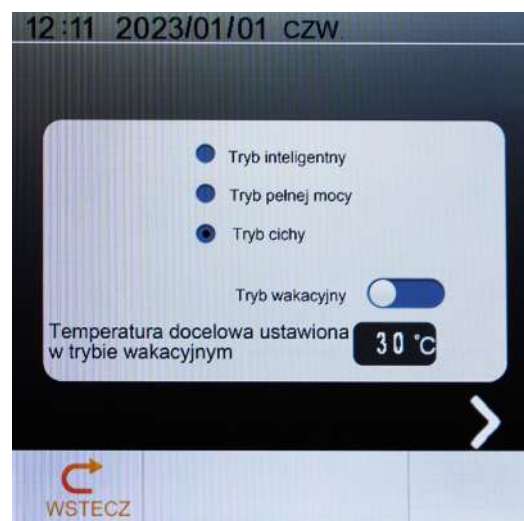 12:11 2023/01/01 CZW.
Tryb inteligentny
Tryb pełnej mocy
Tryb cichy
Tryb wakacyjny
Temperatura docelowa ustawiona
w trybie wakacyjnym
30 °C
WSTECZ